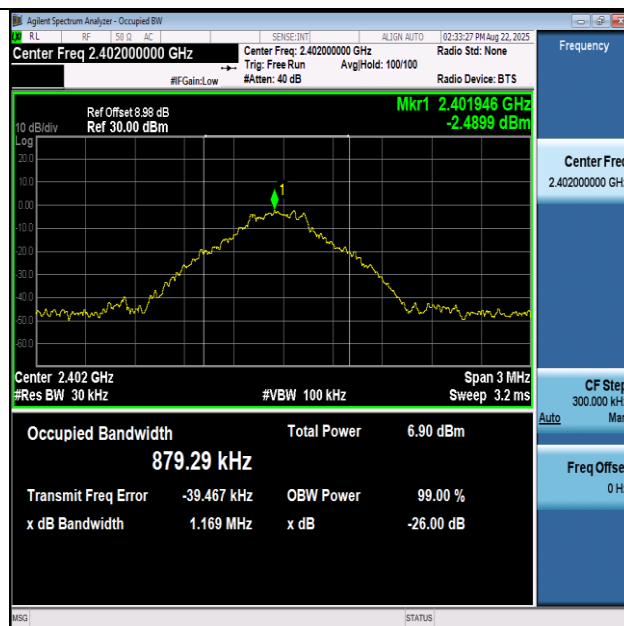 Agilent Spectrum Analyzer - Occupied BW
RL RF 50 Ω AC SENSE:INT ALIGN AUTO 02:33:27 PM Aug 22, 2025
Center Freq 2.402000000 GHz
Center Freq: 2.402000000 GHz Radio Std: None
Trig: Free Run Avg|Hold: 100/100
#IFGain:Low #Atten: 40 dB Radio Device: BTS
Mkr1 2.401946 GHz
-2.4899 dBm
Ref Offset 8.98 dB
10 dB/div Ref 30.00 dBm
Log
20.0
10.0
0.00
-10.0
-20.0
-30.0
-40.0
-50.0
-60.0
1
Center 2.402 GHz Span 3 MHz
#Res BW 30 kHz #VBW 100 kHz Sweep 3.2 ms
Occupied Bandwidth Total Power 6.90 dBm
879.29 kHz
Transmit Freq Error -39.467 kHz OBW Power 99.00 %
x dB Bandwidth 1.169 MHz x dB -26.00 dB
MSG STATUS
Frequency
Center Freq
2.402000000 GHz
CF Step
300.000 kHz
Auto Man
Freq Offset
0 Hz